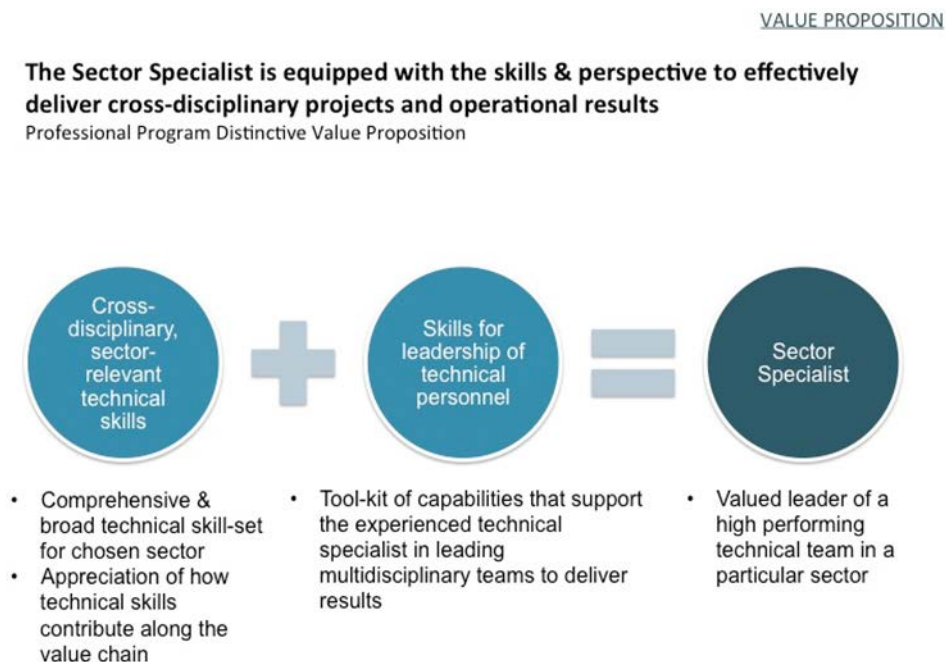 VALUE PROPOSITION
The Sector Specialist is equipped with the skills & perspective to effectively
deliver cross-disciplinary projects and operational results
Professional Program Distinctive Value Proposition
Cross-
disciplinary,
sector-
relevant
technical
skills
Skills for
leadership of
technical
personnel
Sector
Specialist
• Comprehensive &
broad technical skill-set
for chosen sector
• Appreciation of how
technical skills
contribute along the
value chain
• Tool-kit of capabilities that support
the experienced technical
specialist in leading
multidisciplinary teams to deliver
results
• Valued leader of a
high performing
technical team in a
particular sector